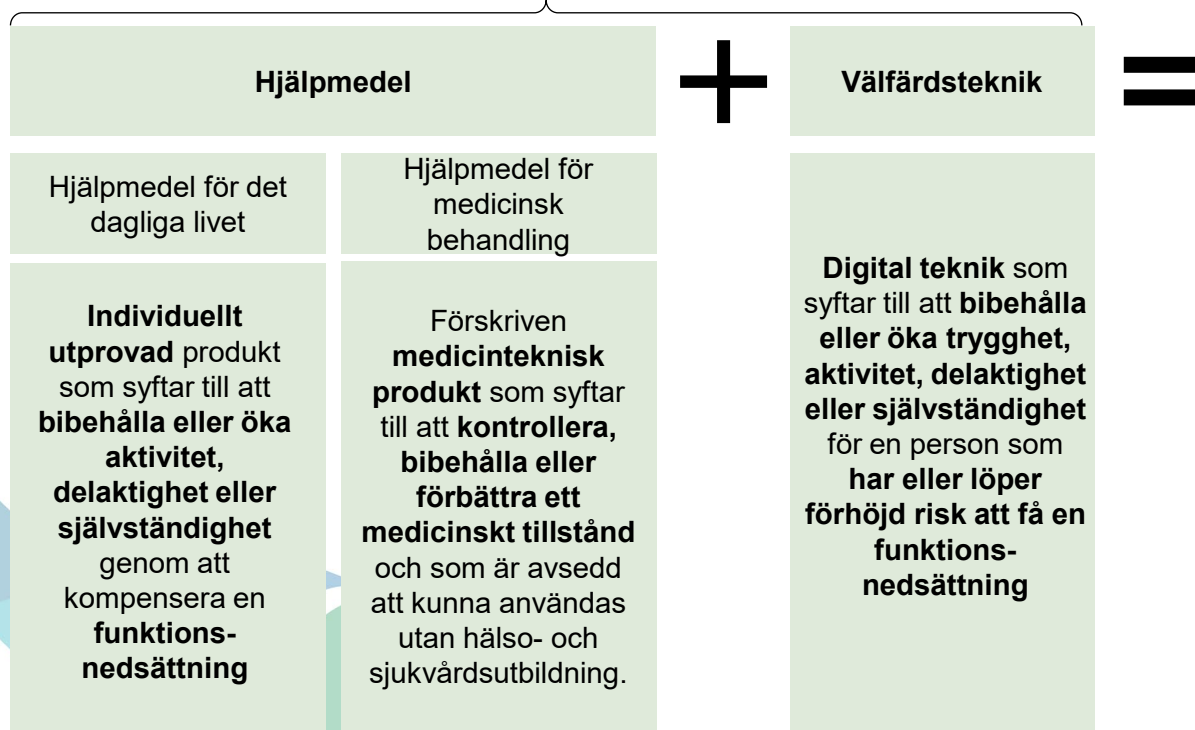 Hjälpmedel
+
Välfärdsteknik
=
Hjälpmedel för det
dagliga livet
Hjälpmedel för
medicinsk
behandling
Individuellt
utprovad produkt
som syftar till att
bibehålla eller öka
aktivitet,
delaktighet eller
självständighet
genom att
kompensera en
funktions-
nedsättning
Förskriven
medicinteknisk
produkt som syftar
till att kontrollera,
bibehålla eller
förbättra ett
medicinskt tillstånd
och som är avsedd
att kunna användas
utan hälso- och
sjukvårdsutbildning.
Digital teknik som
syftar till att bibehålla
eller öka trygghet,
aktivitet, delaktighet
eller självständighet
för en person som
har eller löper
förhöjd risk att få en
funktions-
nedsättning